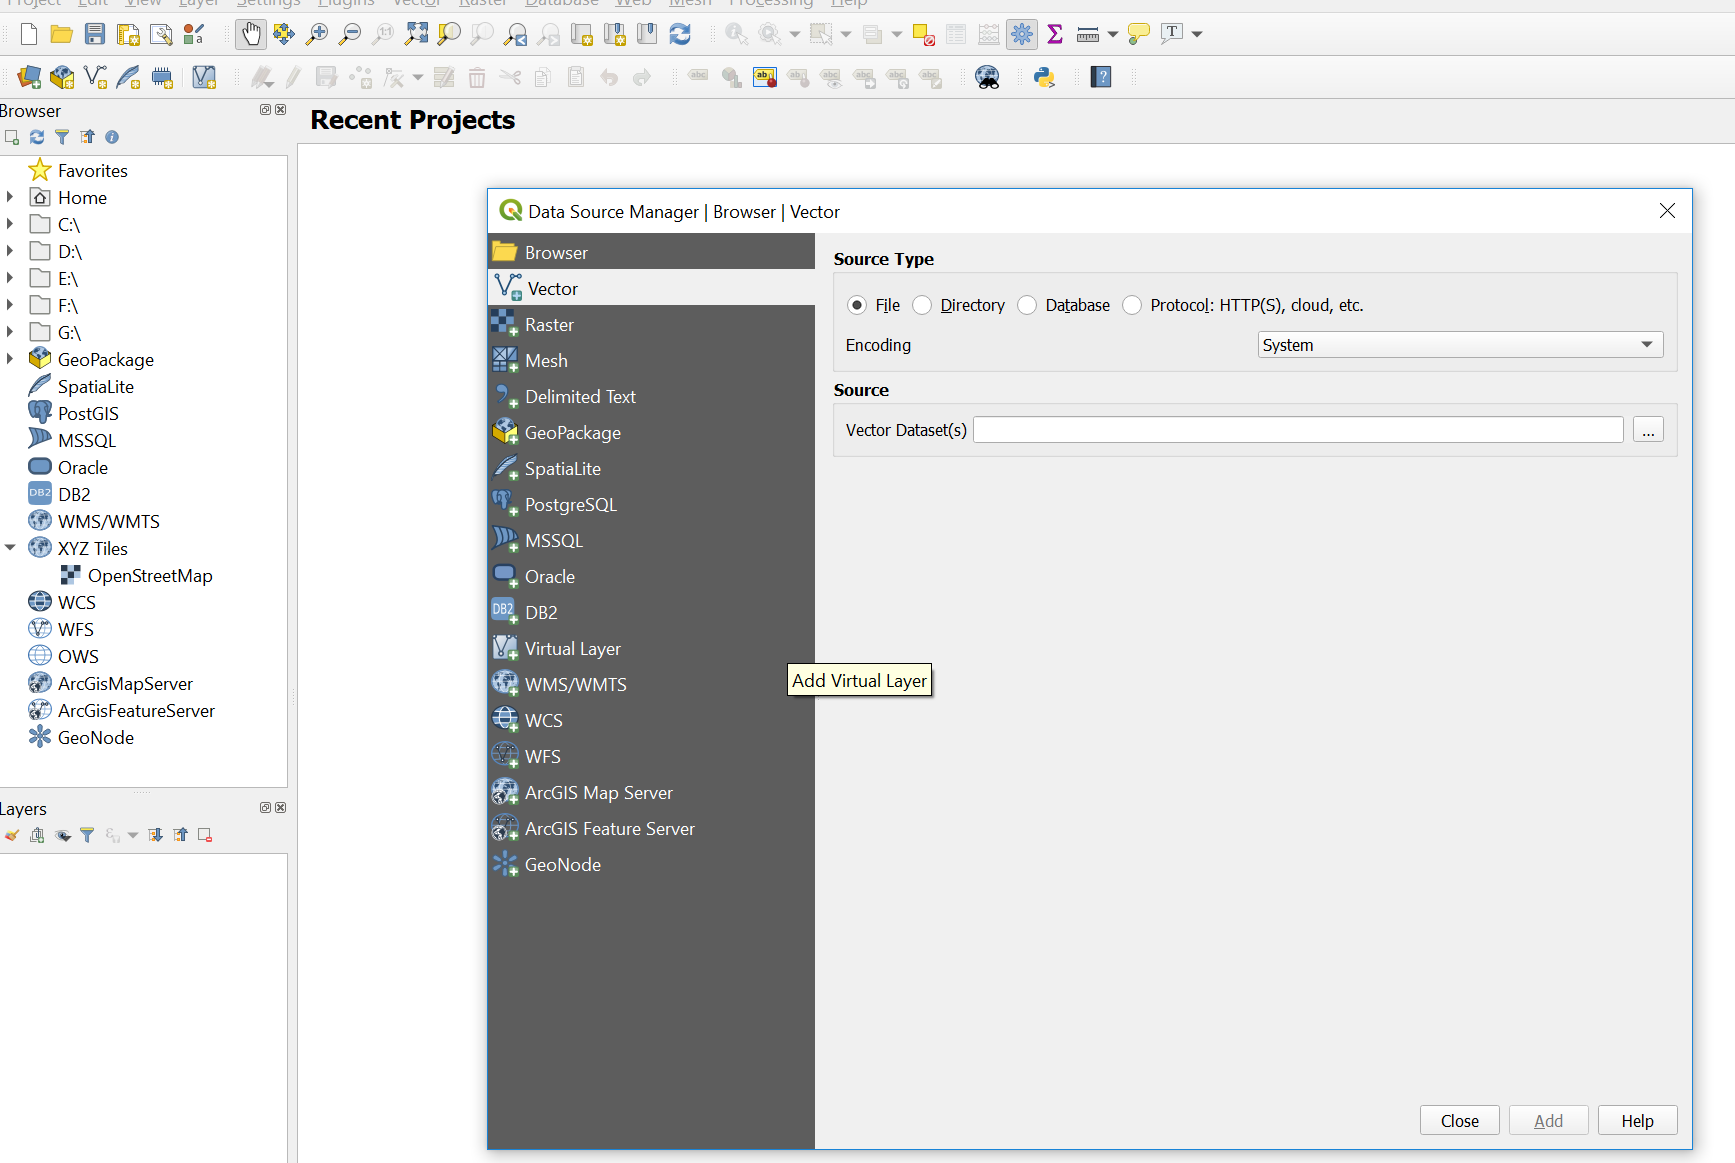 Project Edit View Layer Settings Plugins Vector Raster Database Web Mesh Processing Help
Browser
Recent Projects
Favorites
Home
C:\
D:\
E:\
F:\
G:\
GeoPackage
SpatiaLite
PostGIS
MSSQL
Oracle
DB2 DB2
WMS/WMTS
XYZ Tiles
OpenStreetMap
WCS
WFS
OWS
ArcGisMapServer
ArcGisFeatureServer
GeoNode
Layers
Data Source Manager | Browser | Vector
Browser
Vector
Raster
Mesh
Delimited Text
GeoPackage
SpatiaLite
PostgreSQL
MSSQL
Oracle
DB2 DB2
Virtual Layer
WMS/WMTS
WCS
WFS
ArcGIS Map Server
ArcGIS Feature Server
GeoNode
Add Virtual Layer
Source Type
File Directory Database Protocol: HTTP(S), cloud, etc.
Encoding System
Source
Vector Dataset(s) ...
Close Add Help